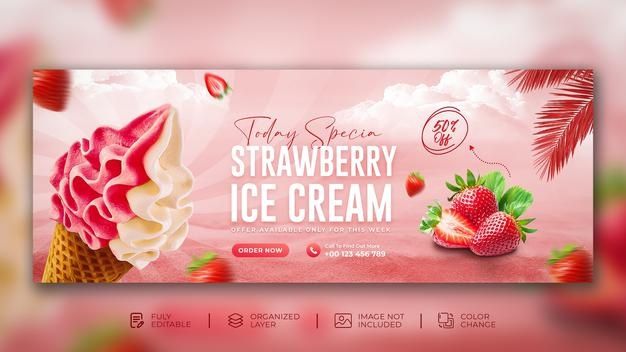 Today Specia
STRAWBERRY
ICE CREAM
OFFER AVAILABLE ONLY FOR THIS WEEK
ORDER NOW
Call To Find Out More
+00 123 456 789
50%
Off
FULLY
EDITABLE
ORGANIZED
LAYER
IMAGE NOT
INCLUDED
COLOR
CHANGE